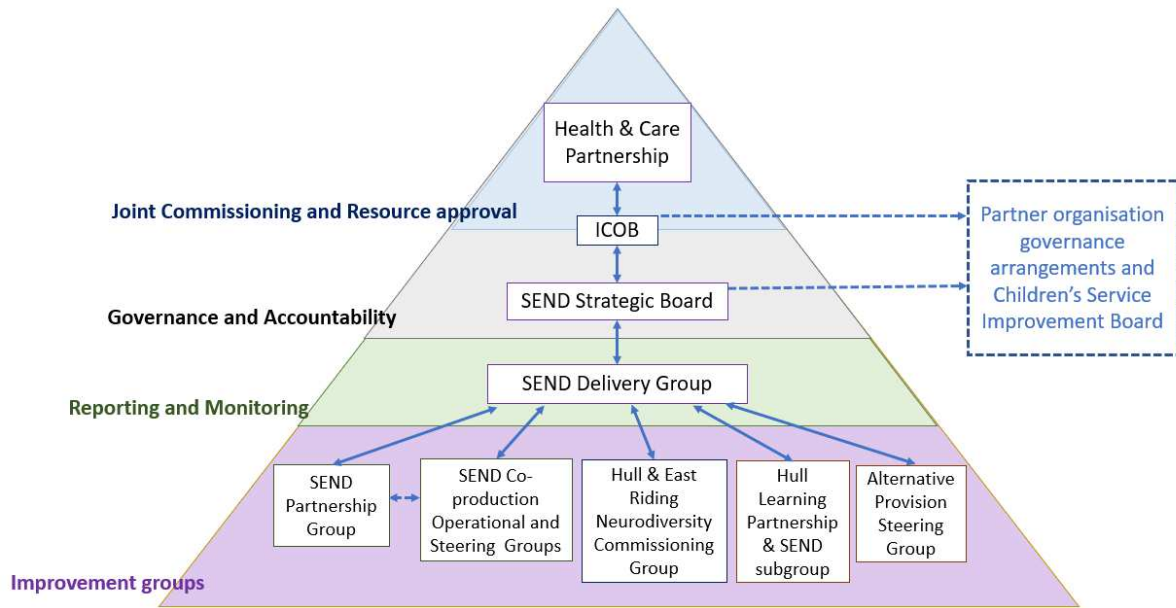 Health & Care
Partnership
Joint Commissioning and Resource approval
ICOB
Partner organisation
governance
arrangements and
Children's Service
Improvement Board
SEND Strategic Board
Governance and Accountability
SEND Delivery Group
Reporting and Monitoring
SEND
Partnership
Group
SEND Co-
production
Operational and
Steering Groups
Hull & East
Riding
Neurodiversity
Commissioning
Group
Hull
Learning
Partnership
& SEND
subgroup
Alternative
Provision
Steering
Group
Improvement groups